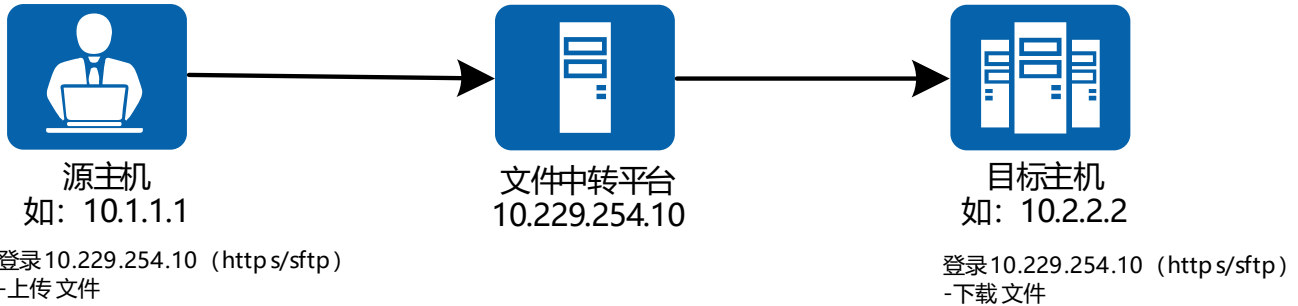 源主机
如：10.1.1.1
登录10.229.254.10（https/sftp）
-上传文件
文件中转平台
10.229.254.10
目标主机
如：10.2.2.2
登录10.229.254.10（https/sftp）
-下载文件